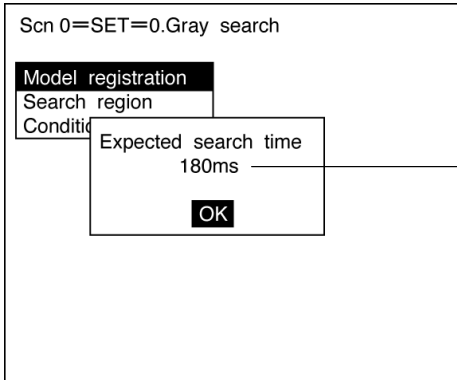 Scn 0=SET=0.Gray search
Model registration
Search region
Conditi
Expected search time
180ms
OK